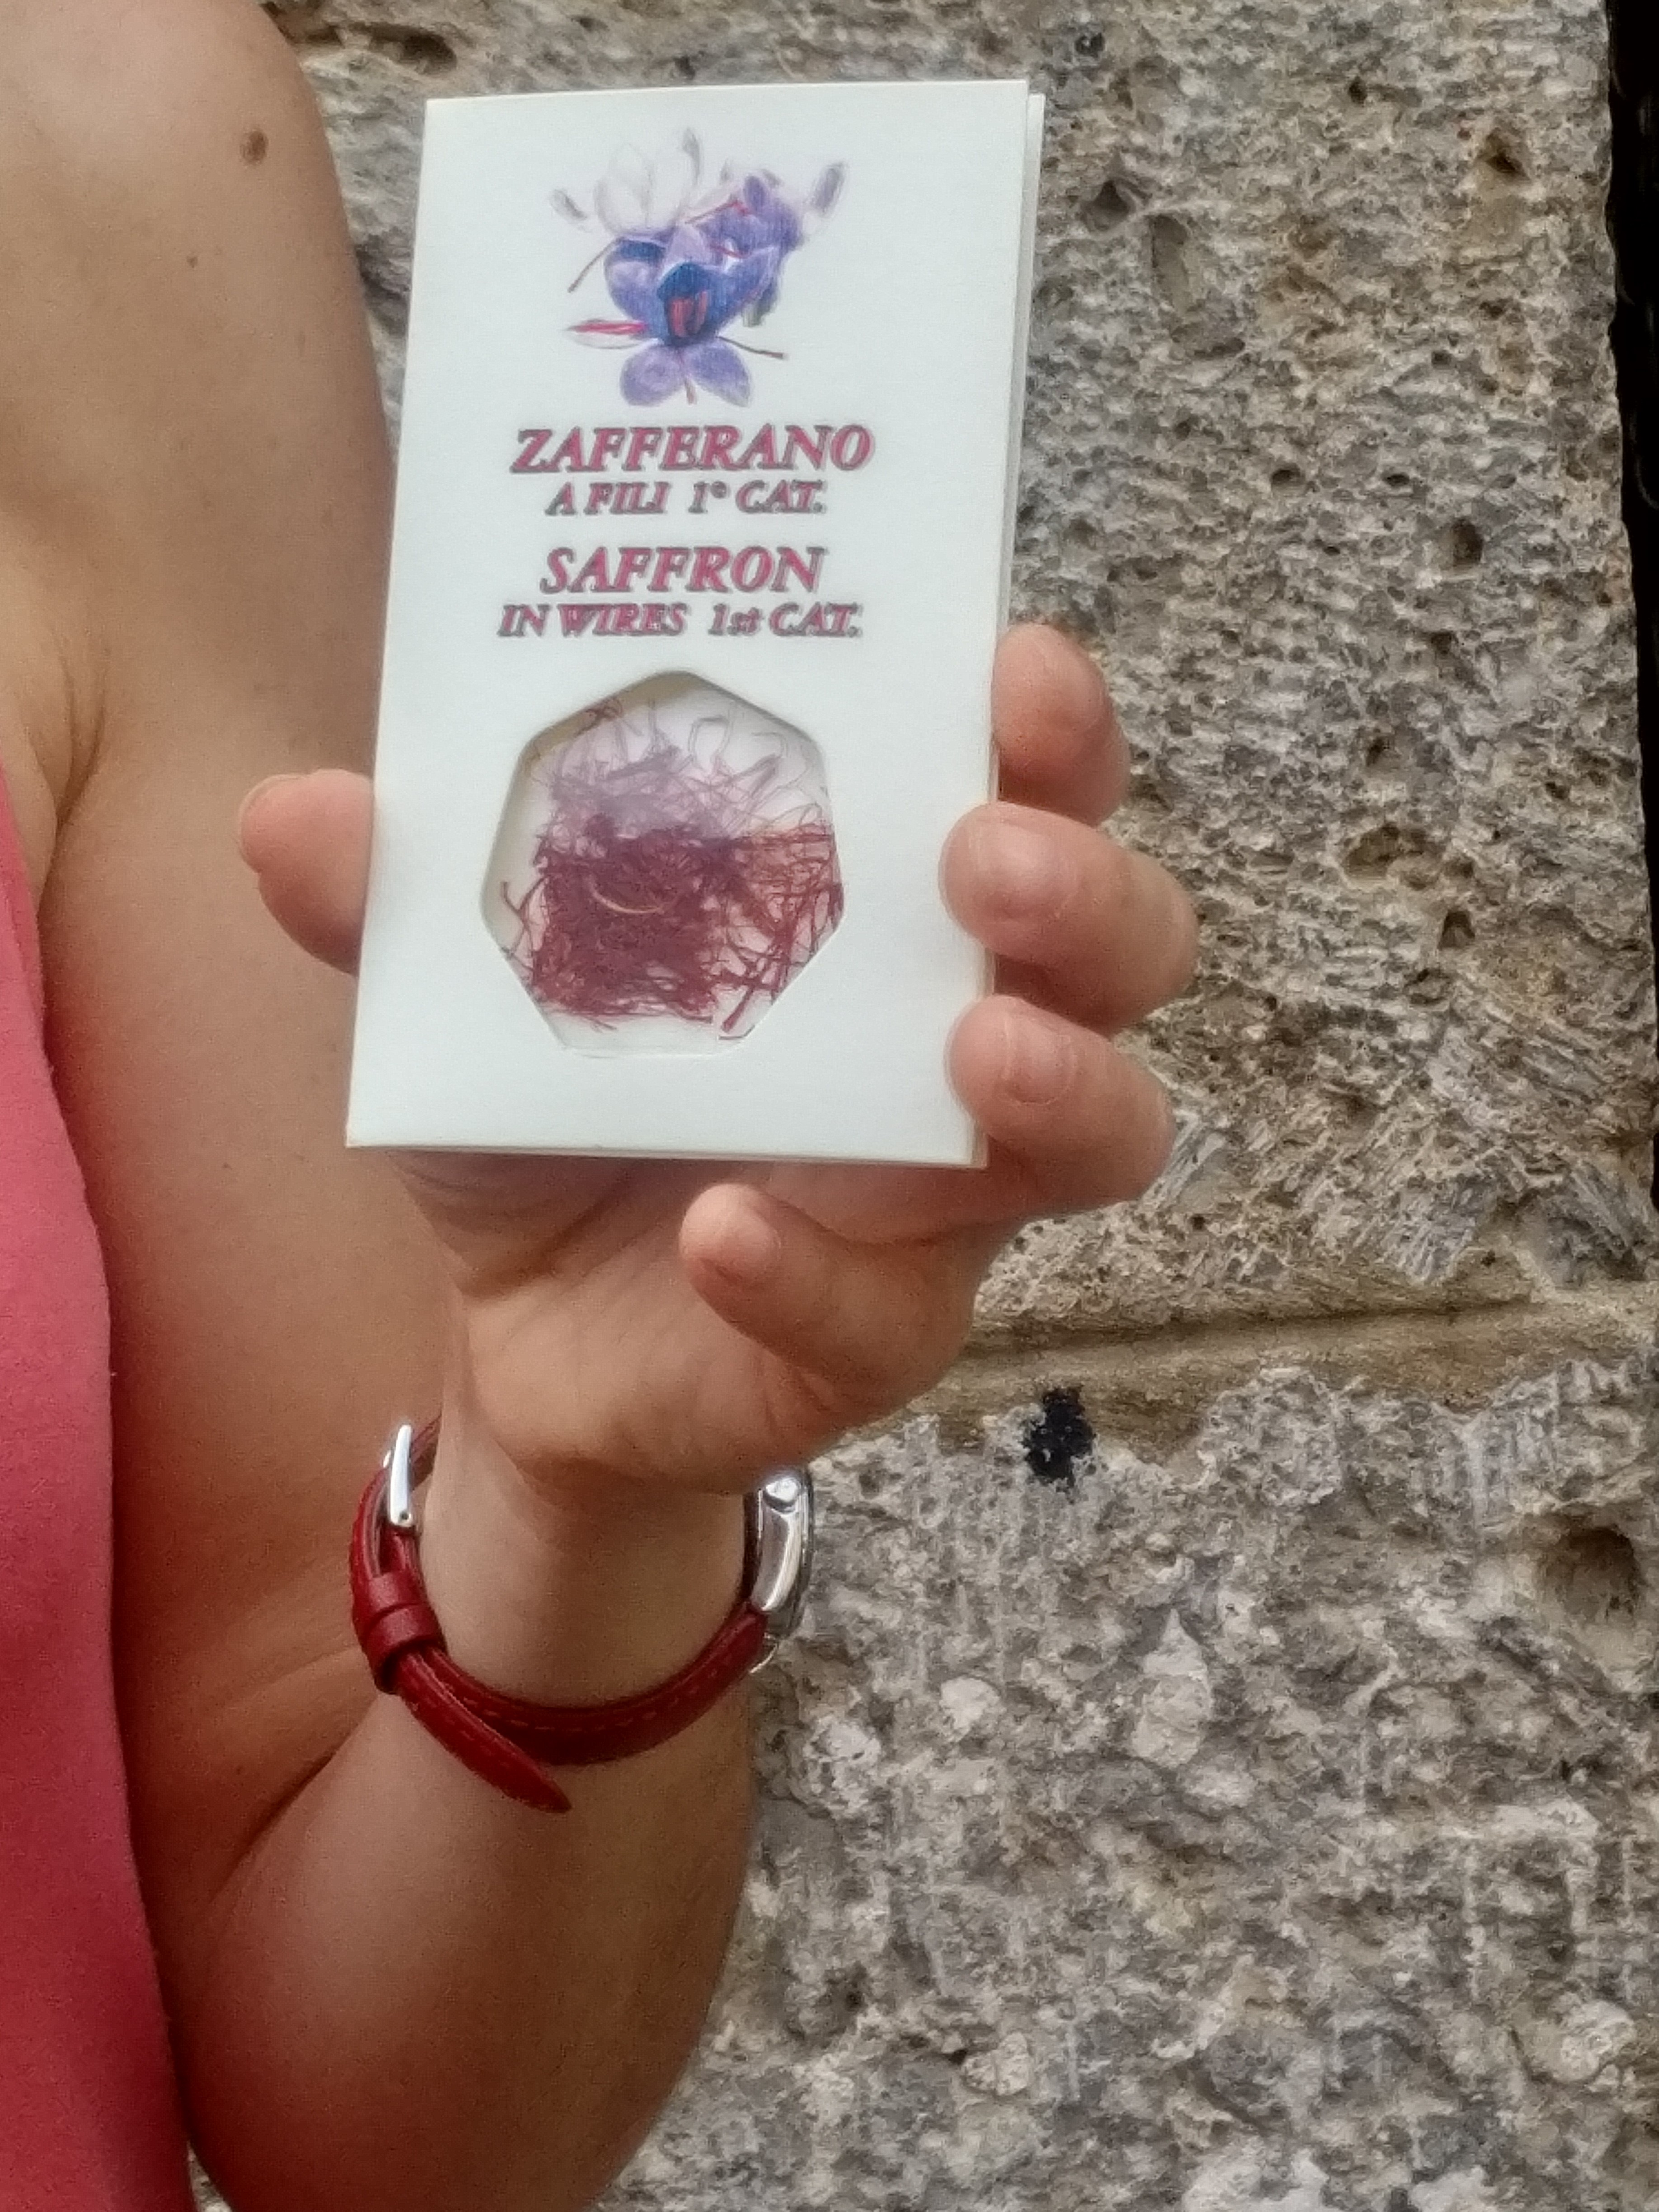 ZAFFERANO
A FILI 1° CAT.
SAFFRON
IN WIRES 1st CAT.